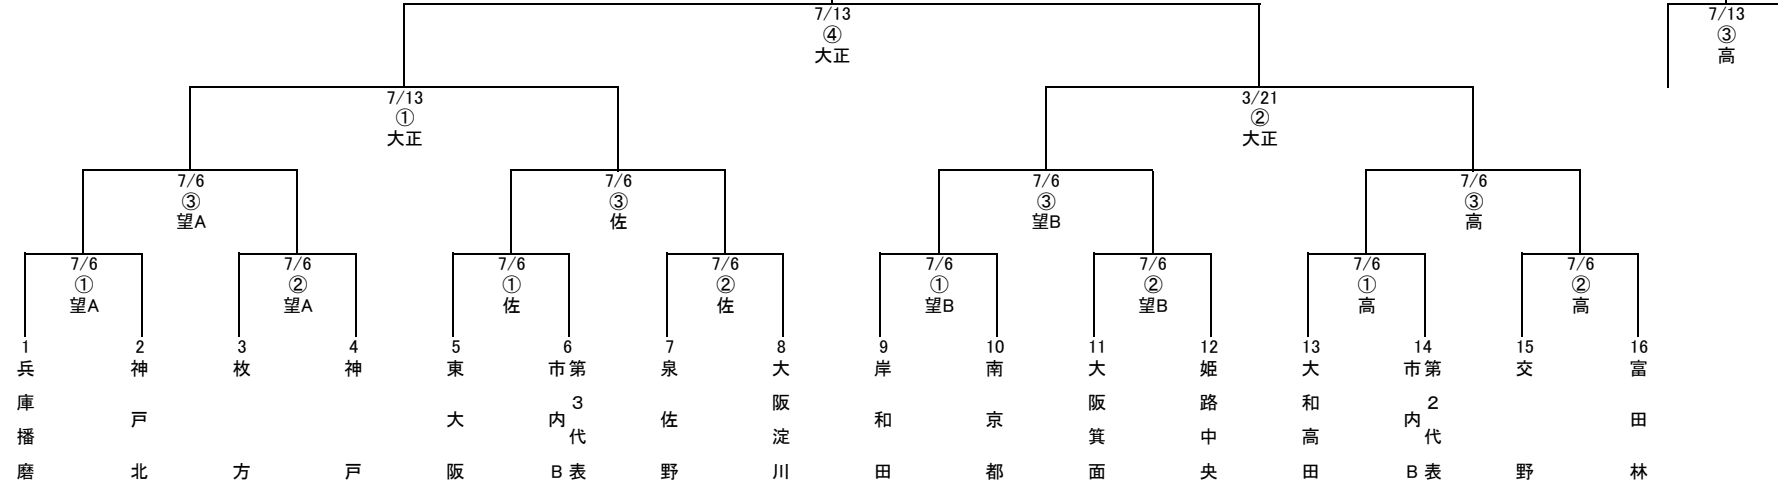 7/13
④
大正
7/13
③
高
7/13
①
大正
3/21
②
大正
7/6
③
望A
7/6
③
佐
7/6
③
望B
7/6
③
高
7/6
①
望A
7/6
②
望A
7/6
①
佐
7/6
②
佐
7/6
①
望B
7/6
②
望B
7/6
①
高
7/6
②
高
1
兵庫播磨
2
神戸北
3
枚方
4
神戸
5
東大阪
6
第3代表
市内B
7
泉佐野
8
大阪淀川
9
岸和田
10
南京都
11
大阪箕面
12
姫路中央
13
大和高田
14
第2代表
市内B
15
交野
16
富田林